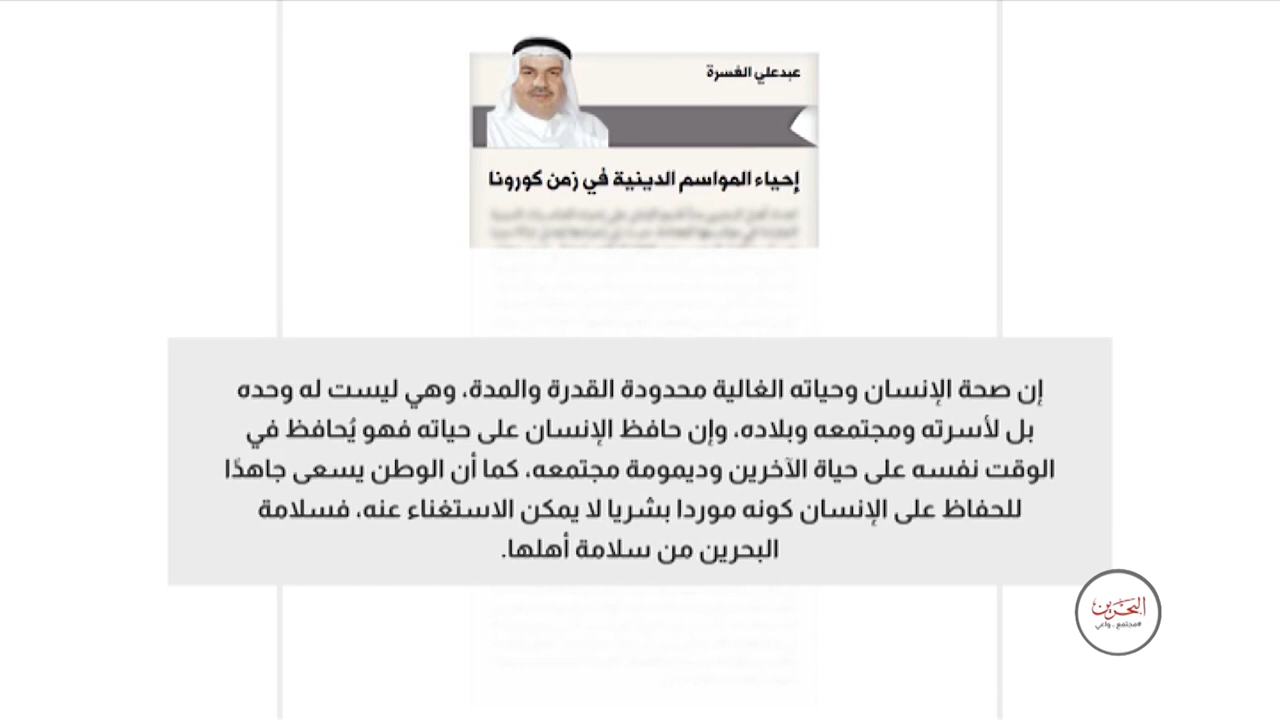 عبدعلي الغسرة
إحياء المواسم الدينية في زمن كورونا
إن صحة الإنسان وحياته الغالية محدودة القدرة والمدة، وهي ليست له وحده
بل لأسرته ومجتمعه وبلاده، وإن حافظ الإنسان على حياته فهو يُحافظ في
الوقت نفسه على حياة الآخرين وديمومة مجتمعه، كما أن الوطن يسعى جاهدًا
للحفاظ على الإنسان كونه موردا بشريا لا يمكن الاستغناء عنه، فسلامة
البحرين من سلامة أهلها.
البحرين
#مجتمع_واعي